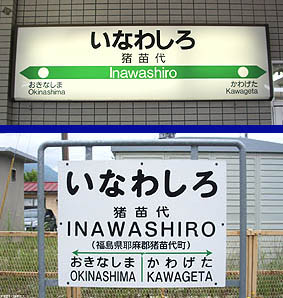 いなわしろ
猪苗代
Inawashiro
おきなしま かわげた
OKINASHIMA KAWAGETA
いなわしろ
猪苗代
INAWASHIRO
(福島県耶麻郡猪苗代町)
おきなしま かわげた
OKINASHIMA KAWAGETA